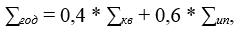 ∑год = 0,4 * ∑кв + 0,6 * ∑ип,